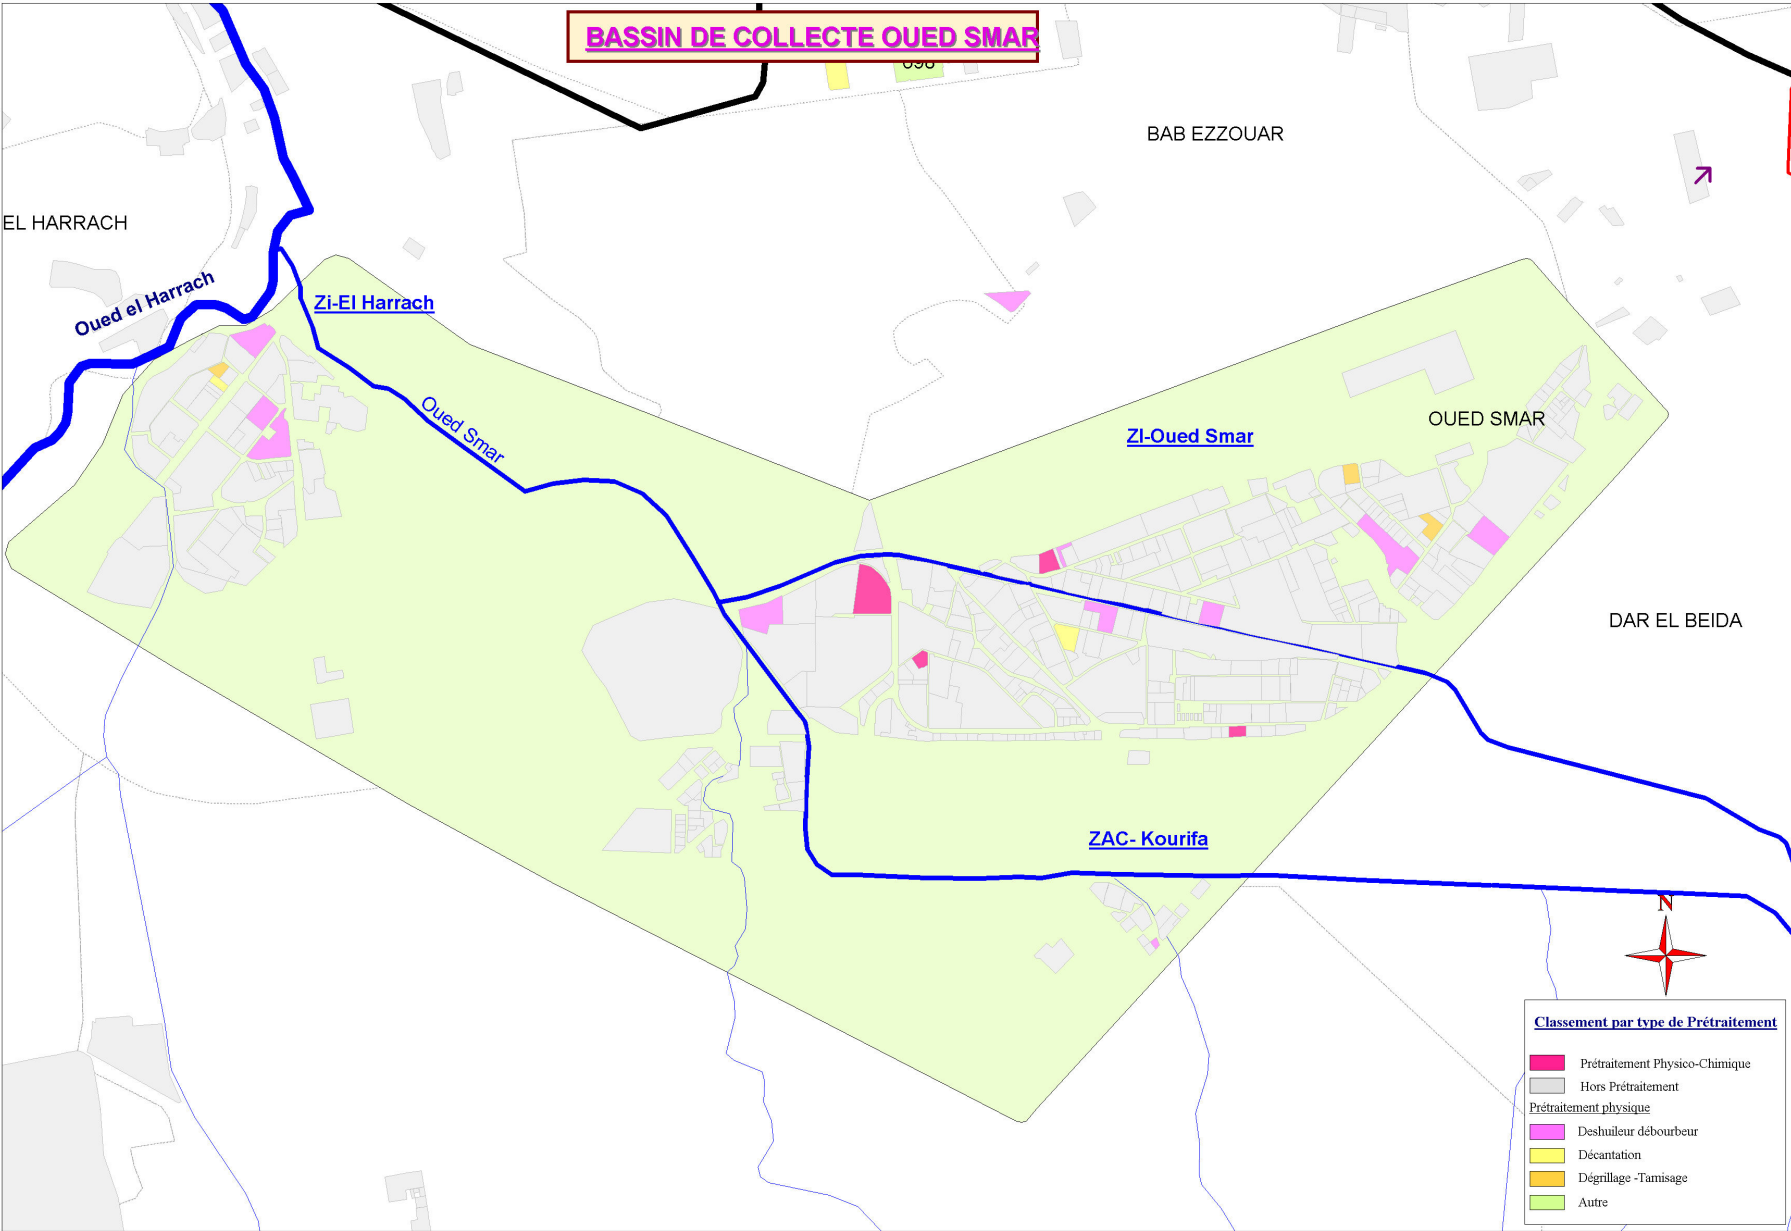 BASSIN DE COLLECTE OUED SMAR
698
BAB EZZOUAR
EL HARRACH
Oued el Harrach
Zi-El Harrach
Oued Smar
ZI-Oued Smar
OUED SMAR
DAR EL BEIDA
ZAC- Kourifa
N
Classement par type de Prétraitement
Prétraitement Physico-Chimique
Hors Prétraitement
Prétraitement physique
Deshuileur débourbeur
Décantation
Dégrillage -Tamisage
Autre